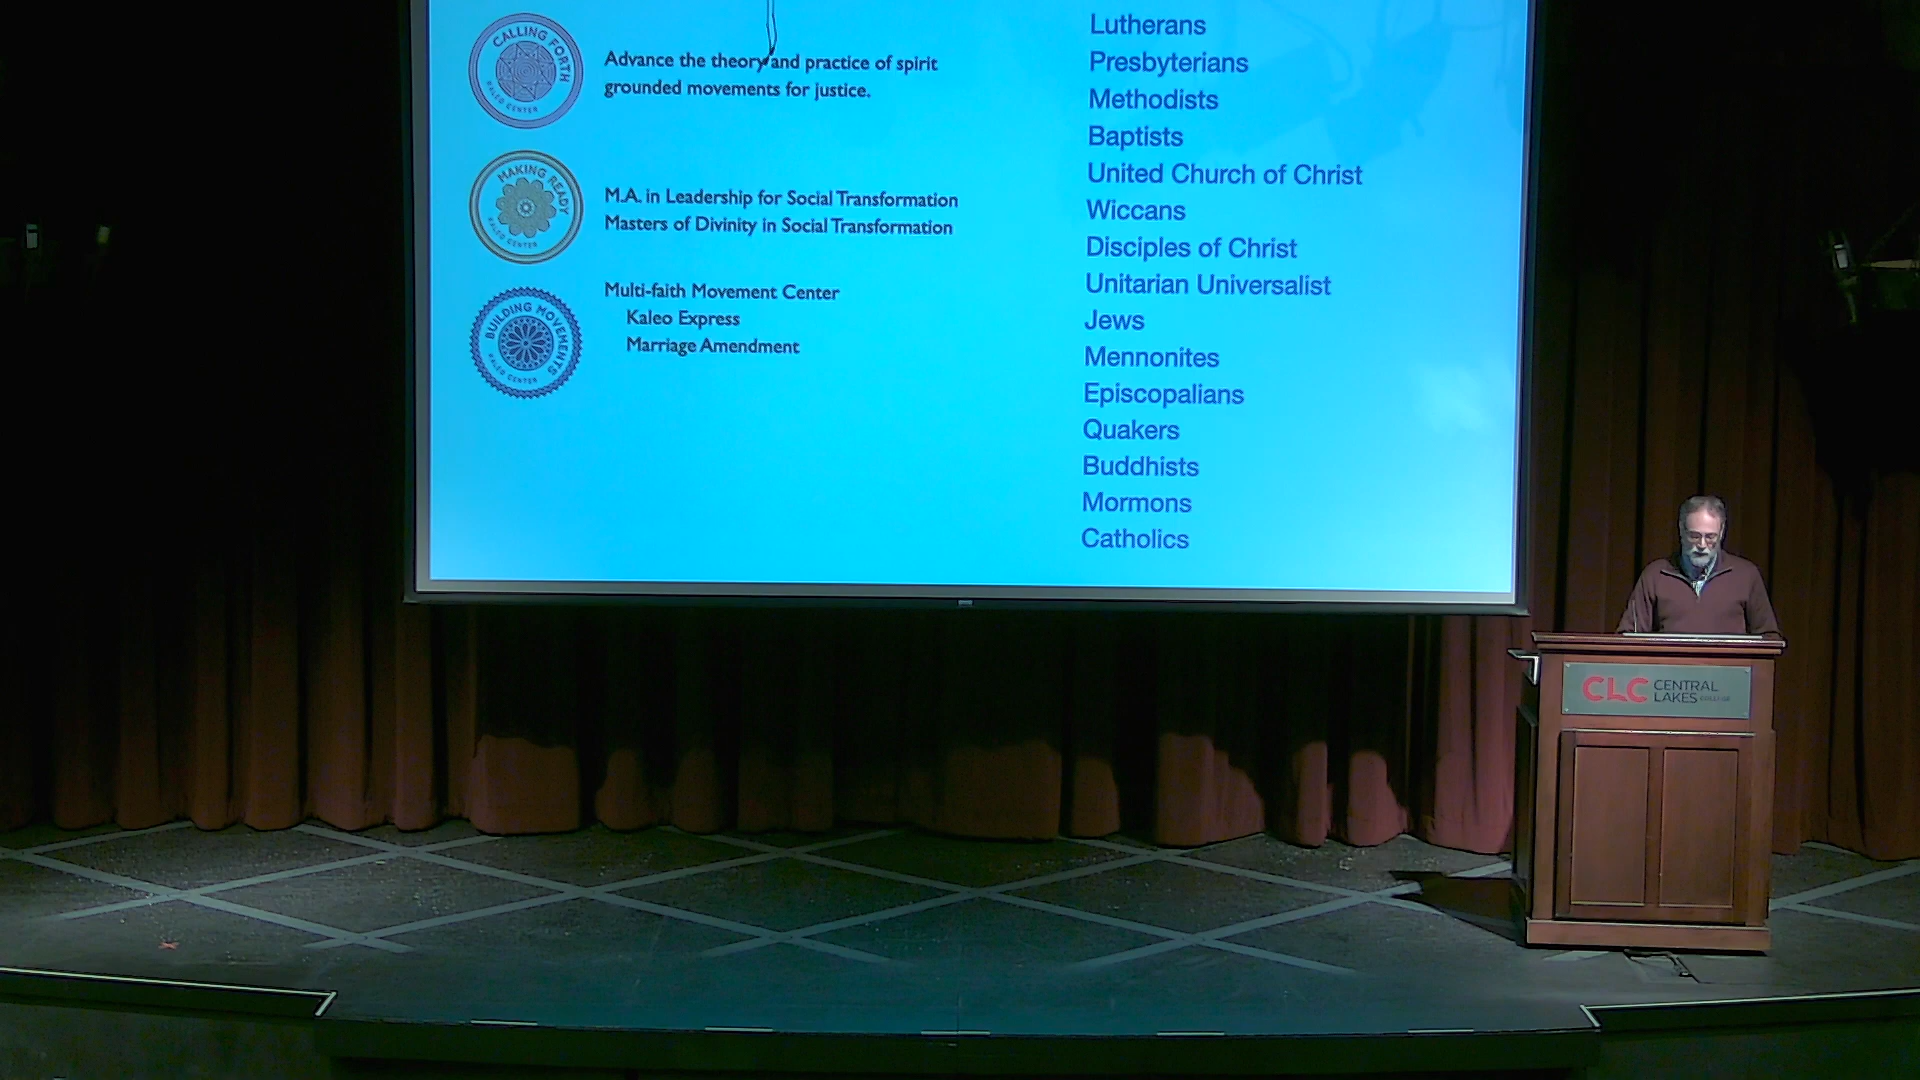 CALLING FORTH
KALEO CENTER
Advance the theory and practice of spirit
grounded movements for justice.
MAKING READY
KALEO CENTER
M.A. in Leadership for Social Transformation
Masters of Divinity in Social Transformation
BUILDING MOVEMENTS
KALEO CENTER
Multi-faith Movement Center
Kaleo Express
Marriage Amendment
Lutherans
Presbyterians
Methodists
Baptists
United Church of Christ
Wiccans
Disciples of Christ
Unitarian Universalist
Jews
Mennonites
Episcopalians
Quakers
Buddhists
Mormons
Catholics
CLC CENTRAL
LAKES COLLEGE